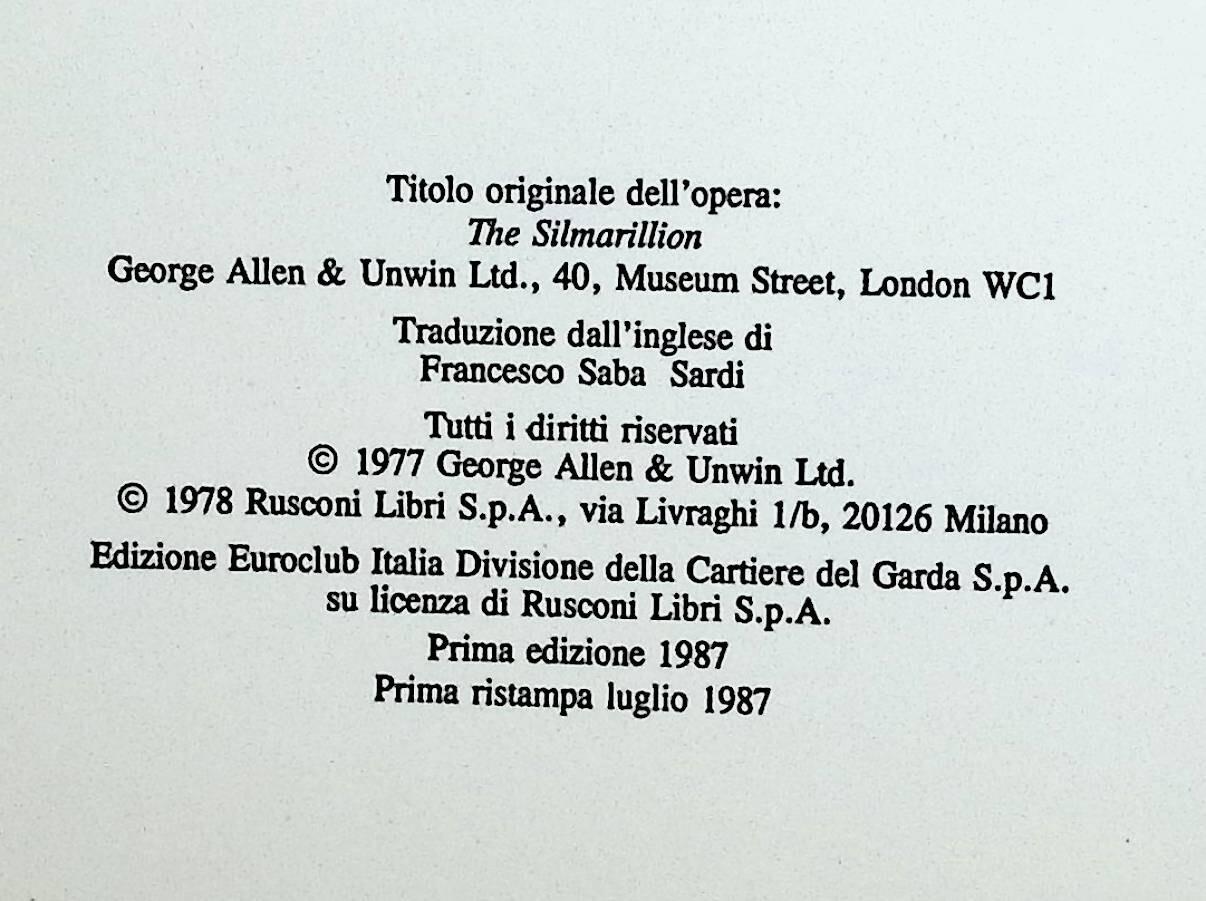 Titolo originale dell'opera:
The Silmarillion
George Allen & Unwin Ltd., 40, Museum Street, London WC1
Traduzione dall'inglese di
Francesco Saba Sardi
Tutti i diritti riservati
© 1977 George Allen & Unwin Ltd.
© 1978 Rusconi Libri S.p.A., via Livraghi 1/b, 20126 Milano
Edizione Euroclub Italia Divisione della Cartiere del Garda S.p.A.
su licenza di Rusconi Libri S.p.A.
Prima edizione 1987
Prima ristampa luglio 1987